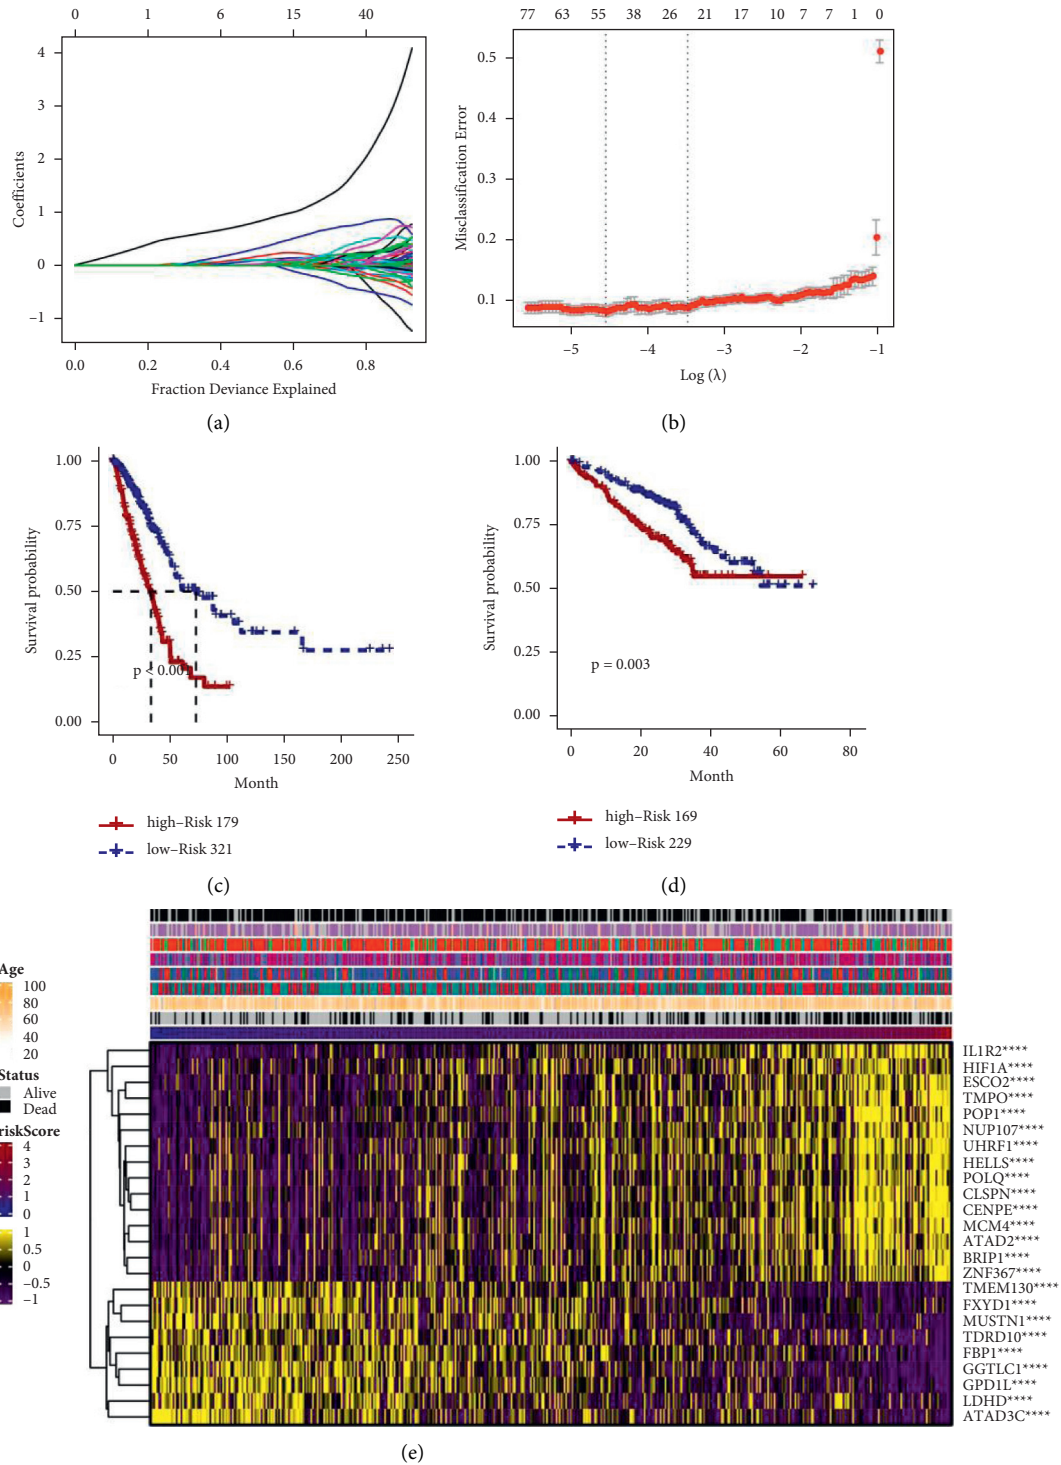 0 1 6 15 40
4
3
2
1
0
−1
Coefficients
0.0 0.2 0.4 0.6 0.8
Fraction Deviance Explained
(a)
77 63 55 38 26 21 17 10 7 7 1 0
0.5
0.4
0.3
0.2
0.1
Misclassification Error
−5 −4 −3 −2 −1
Log (λ)
(b)
1.00
0.75
0.50
0.25
0.00
Survival probability
p < 0.001
0 50 100 150 200 250
Month
high−Risk 179
low−Risk 321
(c)
1.00
0.75
0.50
0.25
0.00
Survival probability
p = 0.003
0 20 40 60 80
Month
high−Risk 169
low−Risk 229
(d)
Age
100
80
60
40
20
Status
Alive
Dead
riskScore
4
3
2
1
0
1
0.5
0
−0.5
−1
IL1R2****
HIF1A****
ESCO2****
TMPO****
POP1****
NUP107****
UHRF1****
HELLS****
POLQ****
CLSPN****
CENPE****
MCM4****
ATAD2****
BRIP1****
ZNF367****
TMEM130****
FXYD1****
MUSTN1****
TDRD10****
FBP1****
GGTLC1****
GPD1L****
LDHD****
ATAD3C****
(e)